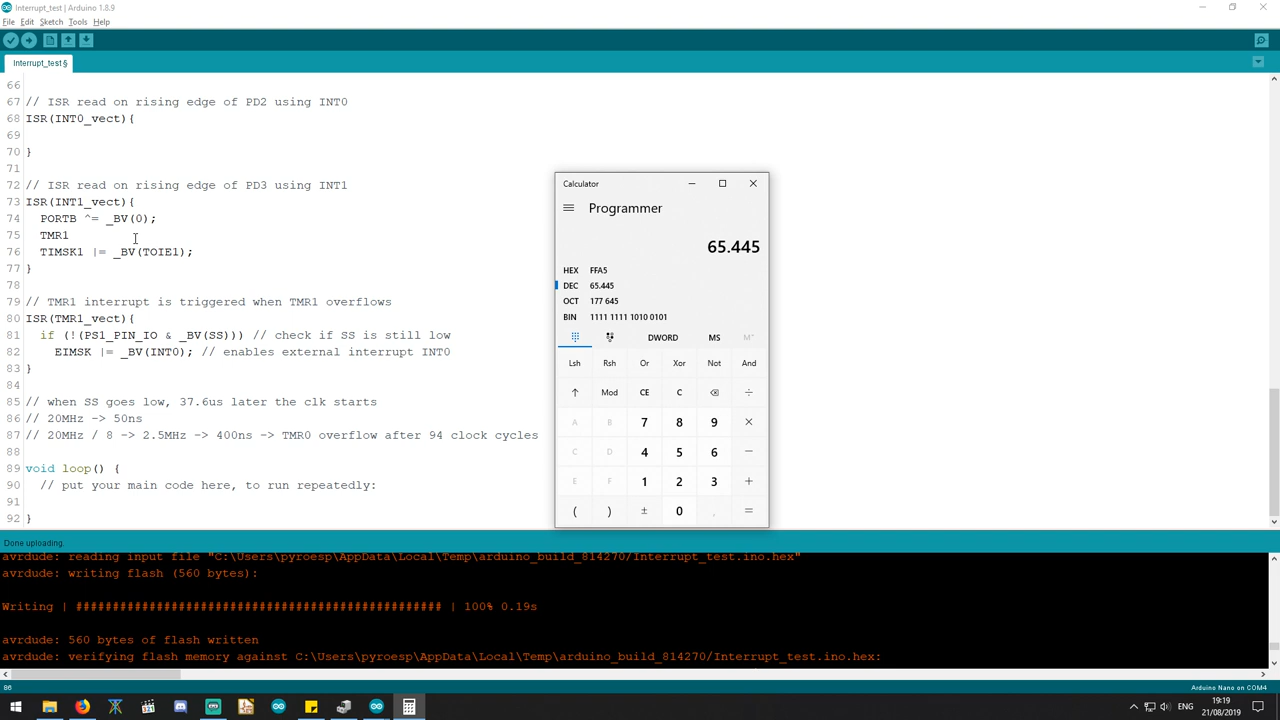 Interrupt_test | Arduino 1.8.9
File Edit Sketch Tools Help
Interrupt_test §
66
67 // ISR read on rising edge of PD2 using INT0
68 ISR(INT0_vect){
69
70 }
71
72 // ISR read on rising edge of PD3 using INT1
73 ISR(INT1_vect){
74 PORTB ^= _BV(0);
75 TMR1
76 TIMSK1 |= _BV(TOIE1);
77 }
78
79 // TMR1 interrupt is triggered when TMR1 overflows
80 ISR(TMR1_vect){
81 if (!(PS1_PIN_IO & _BV(SS))) // check if SS is still low
82 EIMSK |= _BV(INT0); // enables external interrupt INT0
83 }
84
85 // when SS goes low, 37.6us later the clk starts
86 // 20MHz -> 50ns
87 // 20MHz / 8 -> 2.5MHz -> 400ns -> TMR0 overflow after 94 clock cycles
88
89 void loop() {
90 // put your main code here, to run repeatedly:
91
92 }
Calculator
Programmer
65.445
HEX FFA5
DEC 65.445
OCT 177 645
BIN 1111 1111 1010 0101
DWORD MS M˅
Lsh Rsh Or Xor Not And
↑ Mod CE C ⌫ ÷
A B 7 8 9 ×
C D 4 5 6 −
E F 1 2 3 +
( ) ± 0 , =
Done uploading.
avrdude: reading input file "C:\Users\pyroesp\AppData\Local\Temp\arduino_build_814270/Interrupt_test.ino.hex"
avrdude: writing flash (560 bytes):
Writing | ################################################## | 100% 0.19s
avrdude: 560 bytes of flash written
avrdude: verifying flash memory against C:\Users\pyroesp\AppData\Local\Temp\arduino_build_814270/Interrupt_test.ino.hex:
86 Arduino Nano on COM4
ENG 19:19
21/08/2019